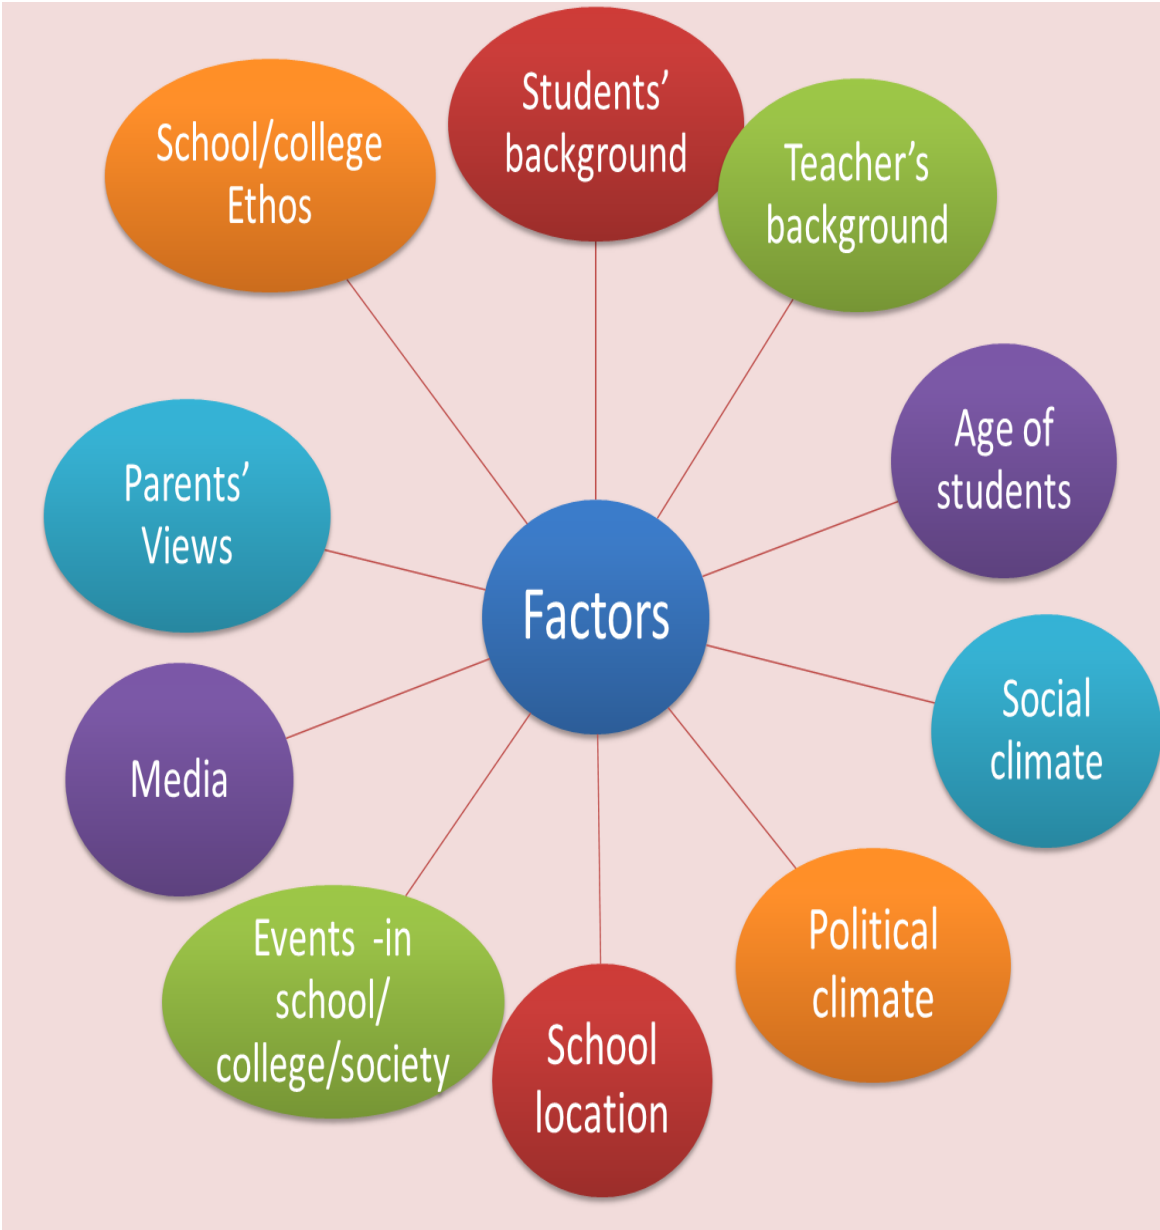 Students’
background
Teacher’s
background
Age of
students
Social
climate
Political
climate
School
location
Events  -in
school/
college/society
Media
Parents’
Views
School/college
Ethos
Factors